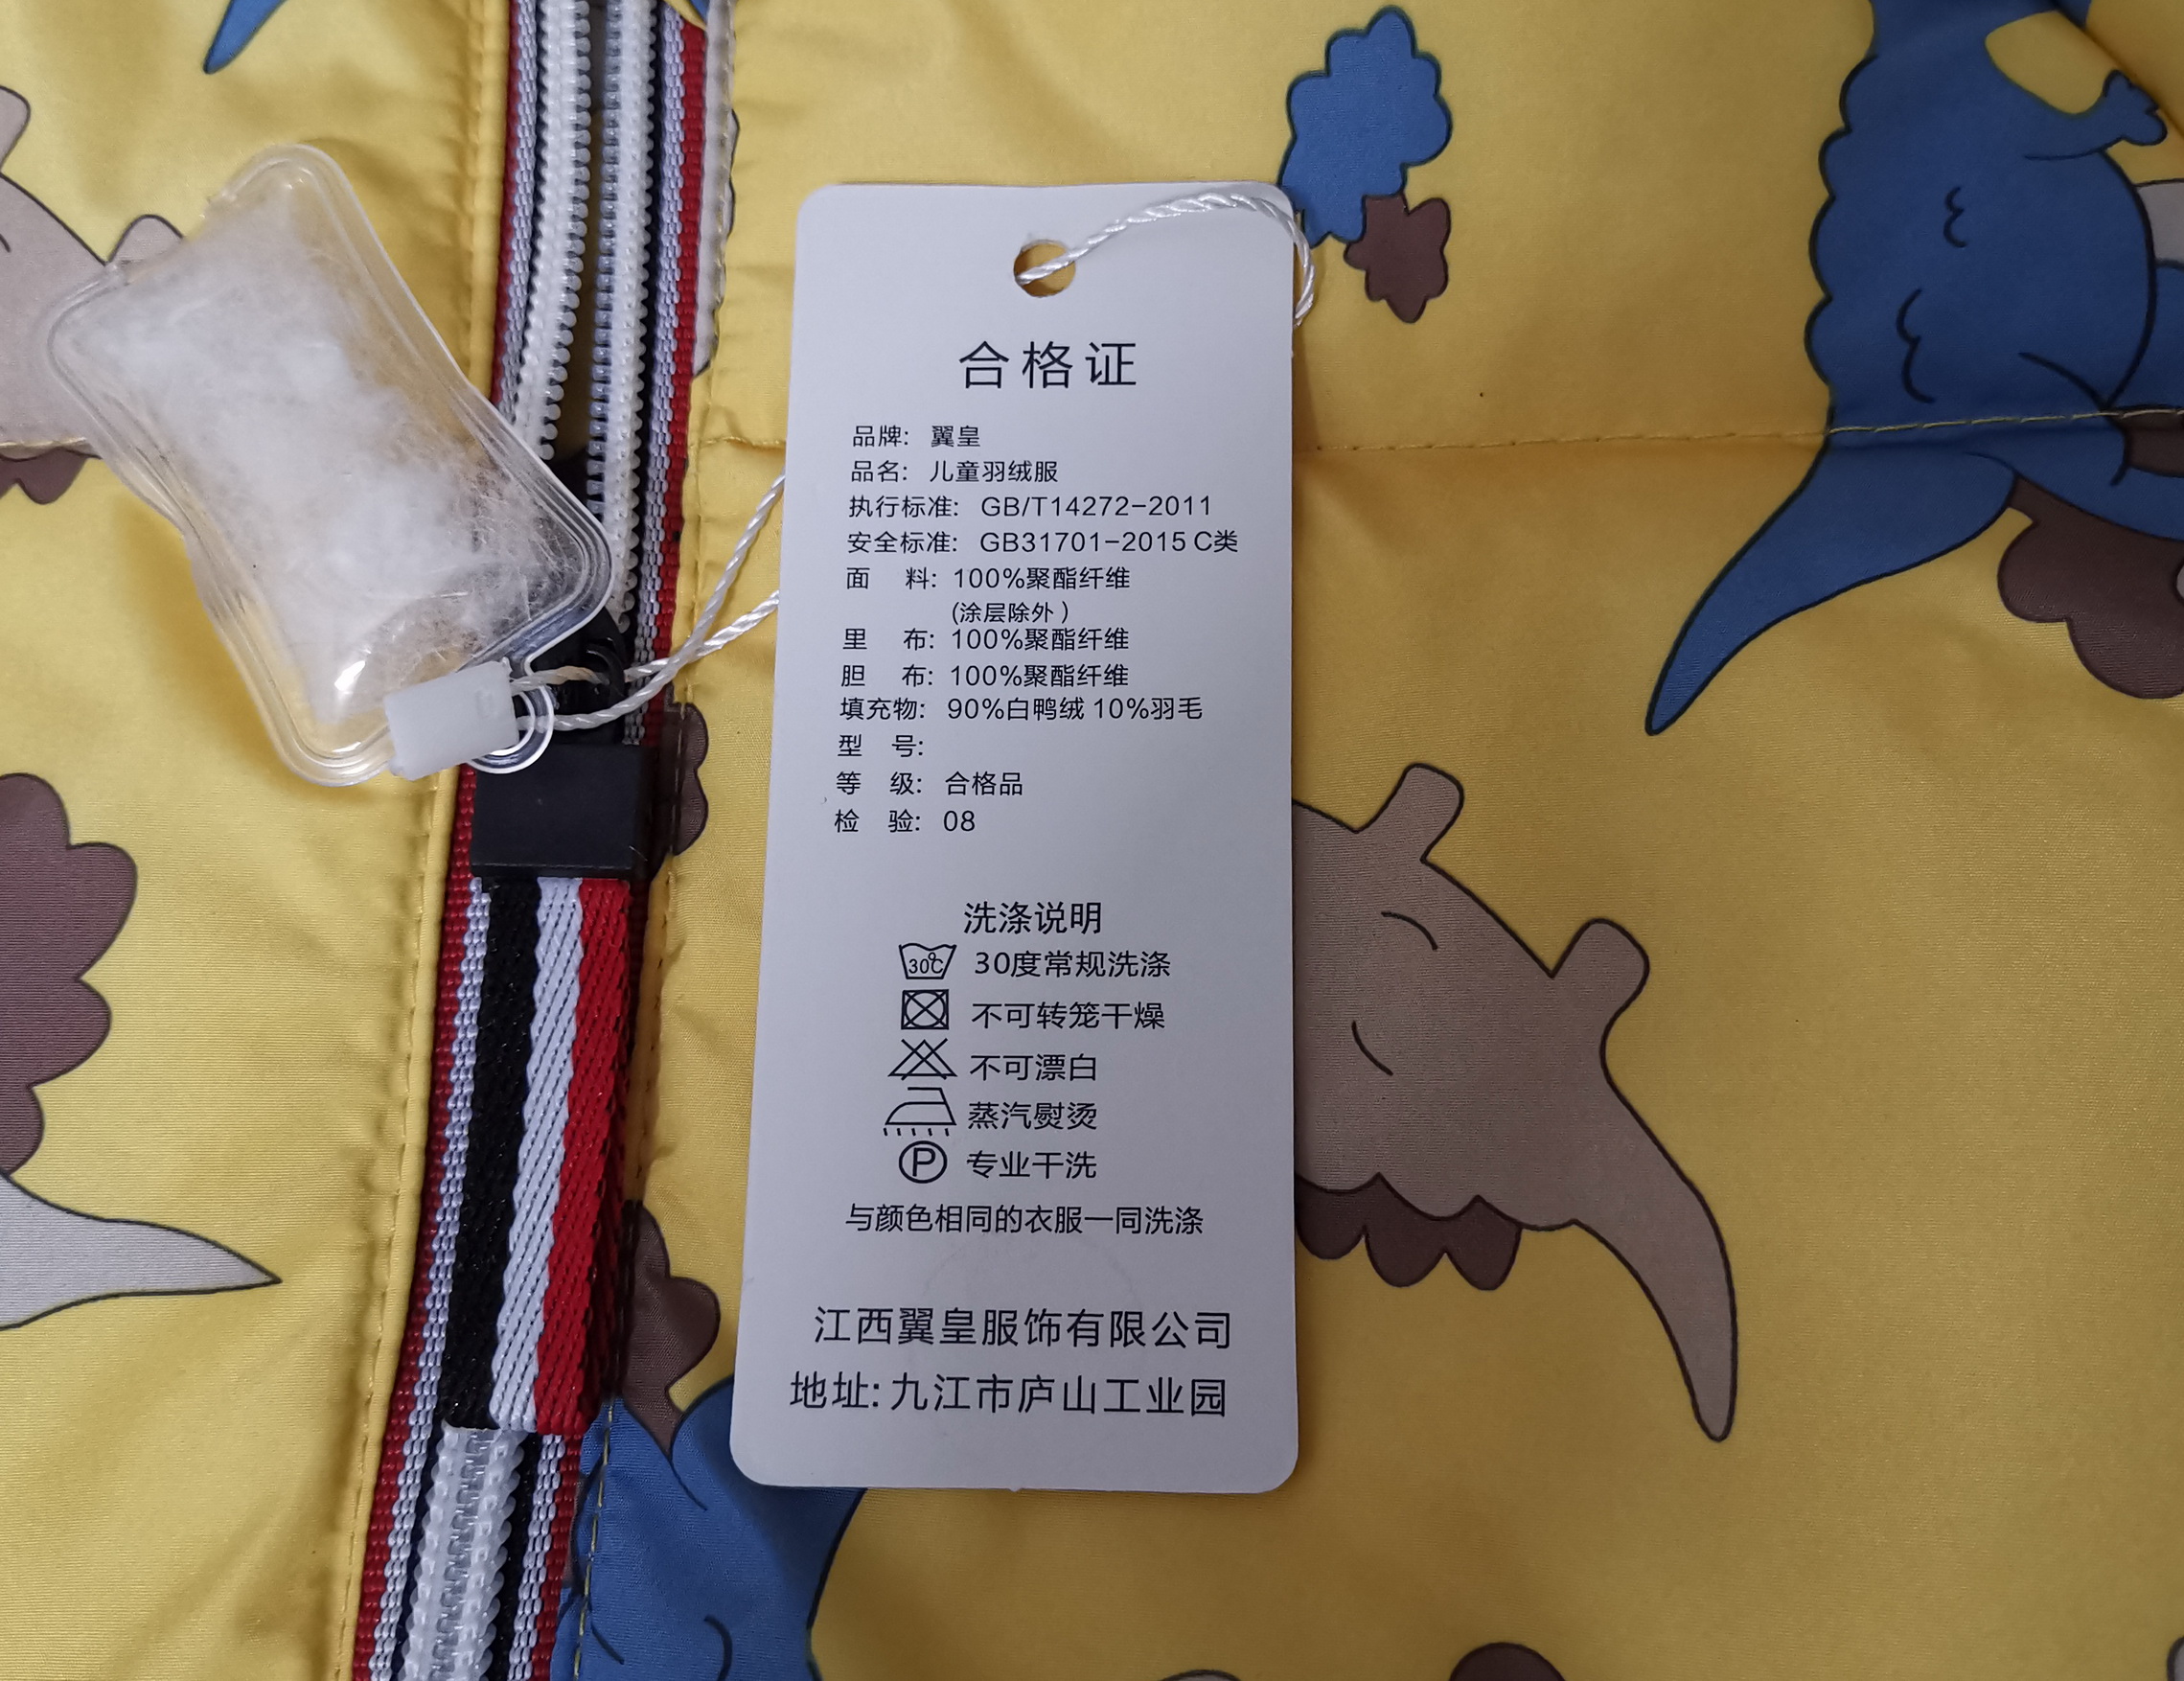 合格证
品牌: 翼皇
品名: 儿童羽绒服
执行标准: GB/T14272-2011
安全标准: GB31701-2015 C类
面 料: 100%聚酯纤维
(涂层除外)
里 布: 100%聚酯纤维
胆 布: 100%聚酯纤维
填充物: 90%白鸭绒 10%羽毛
型 号:
等 级: 合格品
检 验: 08
洗涤说明
30℃ 30度常规洗涤
不可转笼干燥
不可漂白
蒸汽熨烫
P 专业干洗
与颜色相同的衣服一同洗涤
江西翼皇服饰有限公司
地址: 九江市庐山工业园